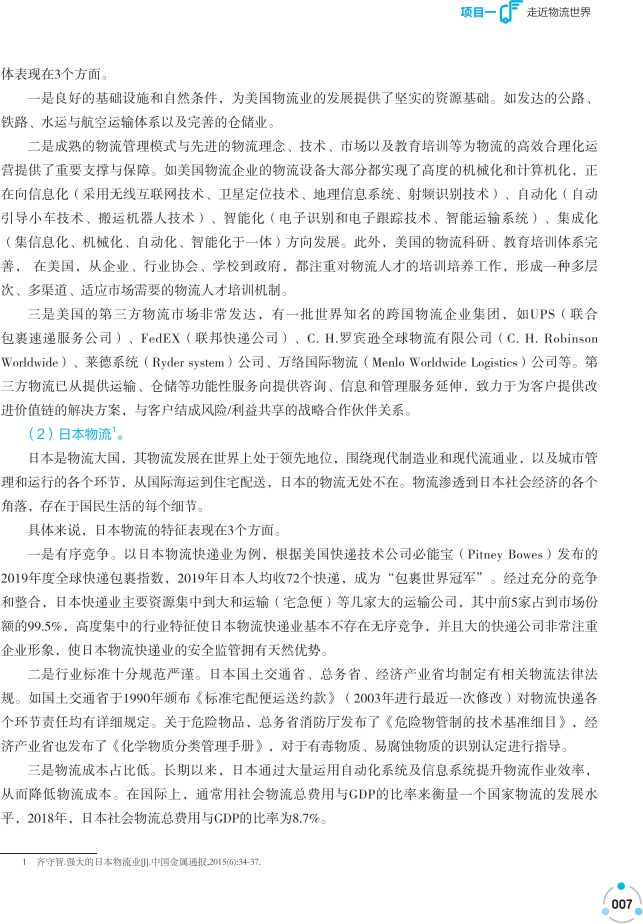 项目一 走近物流世界
体表现在3个方面。
一是良好的基础设施和自然条件，为美国物流业的发展提供了坚实的资源基础。如发达的公路、
铁路、水运与航空运输体系以及完善的仓储业。
二是成熟的物流管理模式与先进的物流理念、技术、市场以及教育培训等为物流的高效合理化运
营提供了重要支撑与保障。如美国物流企业的物流设备大部分都实现了高度的机械化和计算机化，正
在向信息化（采用无线互联网技术、卫星定位技术、地理信息系统、射频识别技术）、自动化（自动
引导小车技术、搬运机器人技术）、智能化（电子识别和电子跟踪技术、智能运输系统）、集成化
（集信息化、机械化、自动化、智能化于一体）方向发展。此外，美国的物流科研、教育培训体系完
善， 在美国，从企业、行业协会、学校到政府，都注重对物流人才的培训培养工作，形成一种多层
次、多渠道、适应市场需要的物流人才培训机制。
三是美国的第三方物流市场非常发达，有一批世界知名的跨国物流企业集团，如UPS（联合
包裹速递服务公司）、FedEX（联邦快递公司）、C. H.罗宾逊全球物流有限公司（C. H. Robinson
Worldwide）、莱德系统（Ryder system）公司、万络国际物流（Menlo Worldwide Logistics）公司等。第
三方物流已从提供运输、仓储等功能性服务向提供咨询、信息和管理服务延伸，致力于为客户提供改
进价值链的解决方案，与客户结成风险/利益共享的战略合作伙伴关系。
（2）日本物流1。
日本是物流大国，其物流发展在世界上处于领先地位，围绕现代制造业和现代流通业，以及城市管
理和运行的各个环节，从国际海运到住宅配送，日本的物流无处不在。物流渗透到日本社会经济的各个
角落，存在于国民生活的每个细节。
具体来说，日本物流的特征表现在3个方面。
一是有序竞争。以日本物流快递业为例，根据美国快递技术公司必能宝（Pitney Bowes）发布的
2019年度全球快递包裹指数，2019年日本人均收72个快递，成为“包裹世界冠军”。经过充分的竞争
和整合，日本快递业主要资源集中到大和运输（宅急便）等几家大的运输公司，其中前5家占到市场份
额的99.5%，高度集中的行业特征使日本物流快递业基本不存在无序竞争，并且大的快递公司非常注重
企业形象，使日本物流快递业的安全监管拥有天然优势。
二是行业标准十分规范严谨。日本国土交通省、总务省、经济产业省均制定有相关物流法律法
规。如国土交通省于1990年颁布《标准宅配便运送约款》（2003年进行最近一次修改）对物流快递各
个环节责任均有详细规定。关于危险物品，总务省消防厅发布了《危险物管制的技术基准细目》，经
济产业省也发布了《化学物质分类管理手册》，对于有毒物质、易腐蚀物质的识别认定进行指导。
三是物流成本占比低。长期以来，日本通过大量运用自动化系统及信息系统提升物流作业效率，
从而降低物流成本。在国际上，通常用社会物流总费用与GDP的比率来衡量一个国家物流的发展水
平，2018年，日本社会物流总费用与GDP的比率为8.7%。
1 齐守智.强大的日本物流业[J].中国金属通报,2015(6):34-37.
007